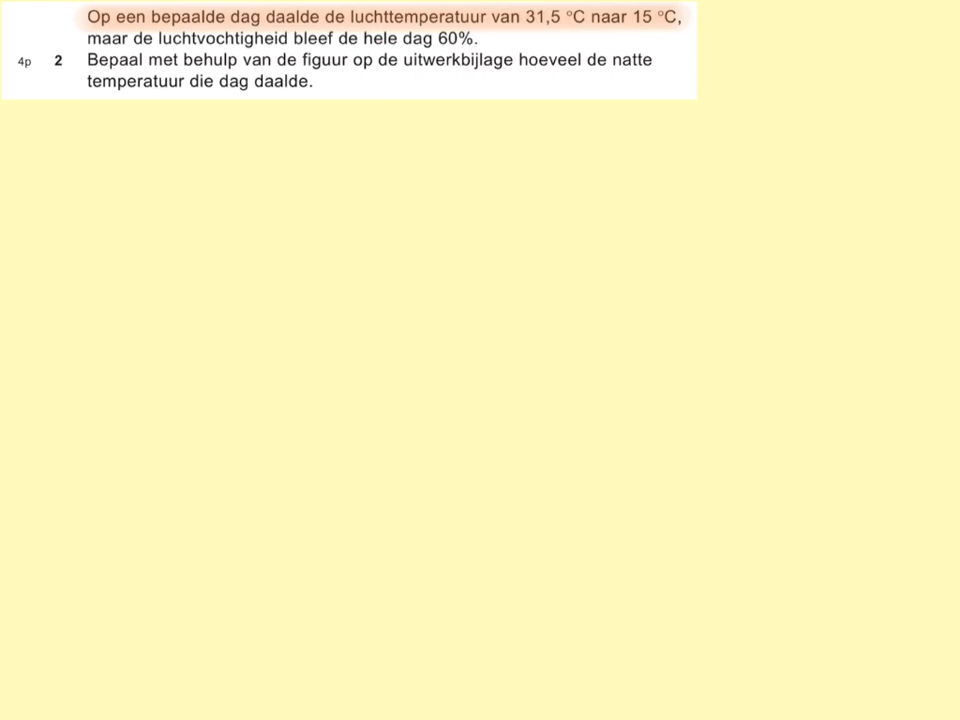 Op een bepaalde dag daalde de luchttemperatuur van 31,5 °C naar 15 °C,
maar de luchtvochtigheid bleef de hele dag 60%.
4p 2 Bepaal met behulp van de figuur op de uitwerkbijlage hoeveel de natte
temperatuur die dag daalde.